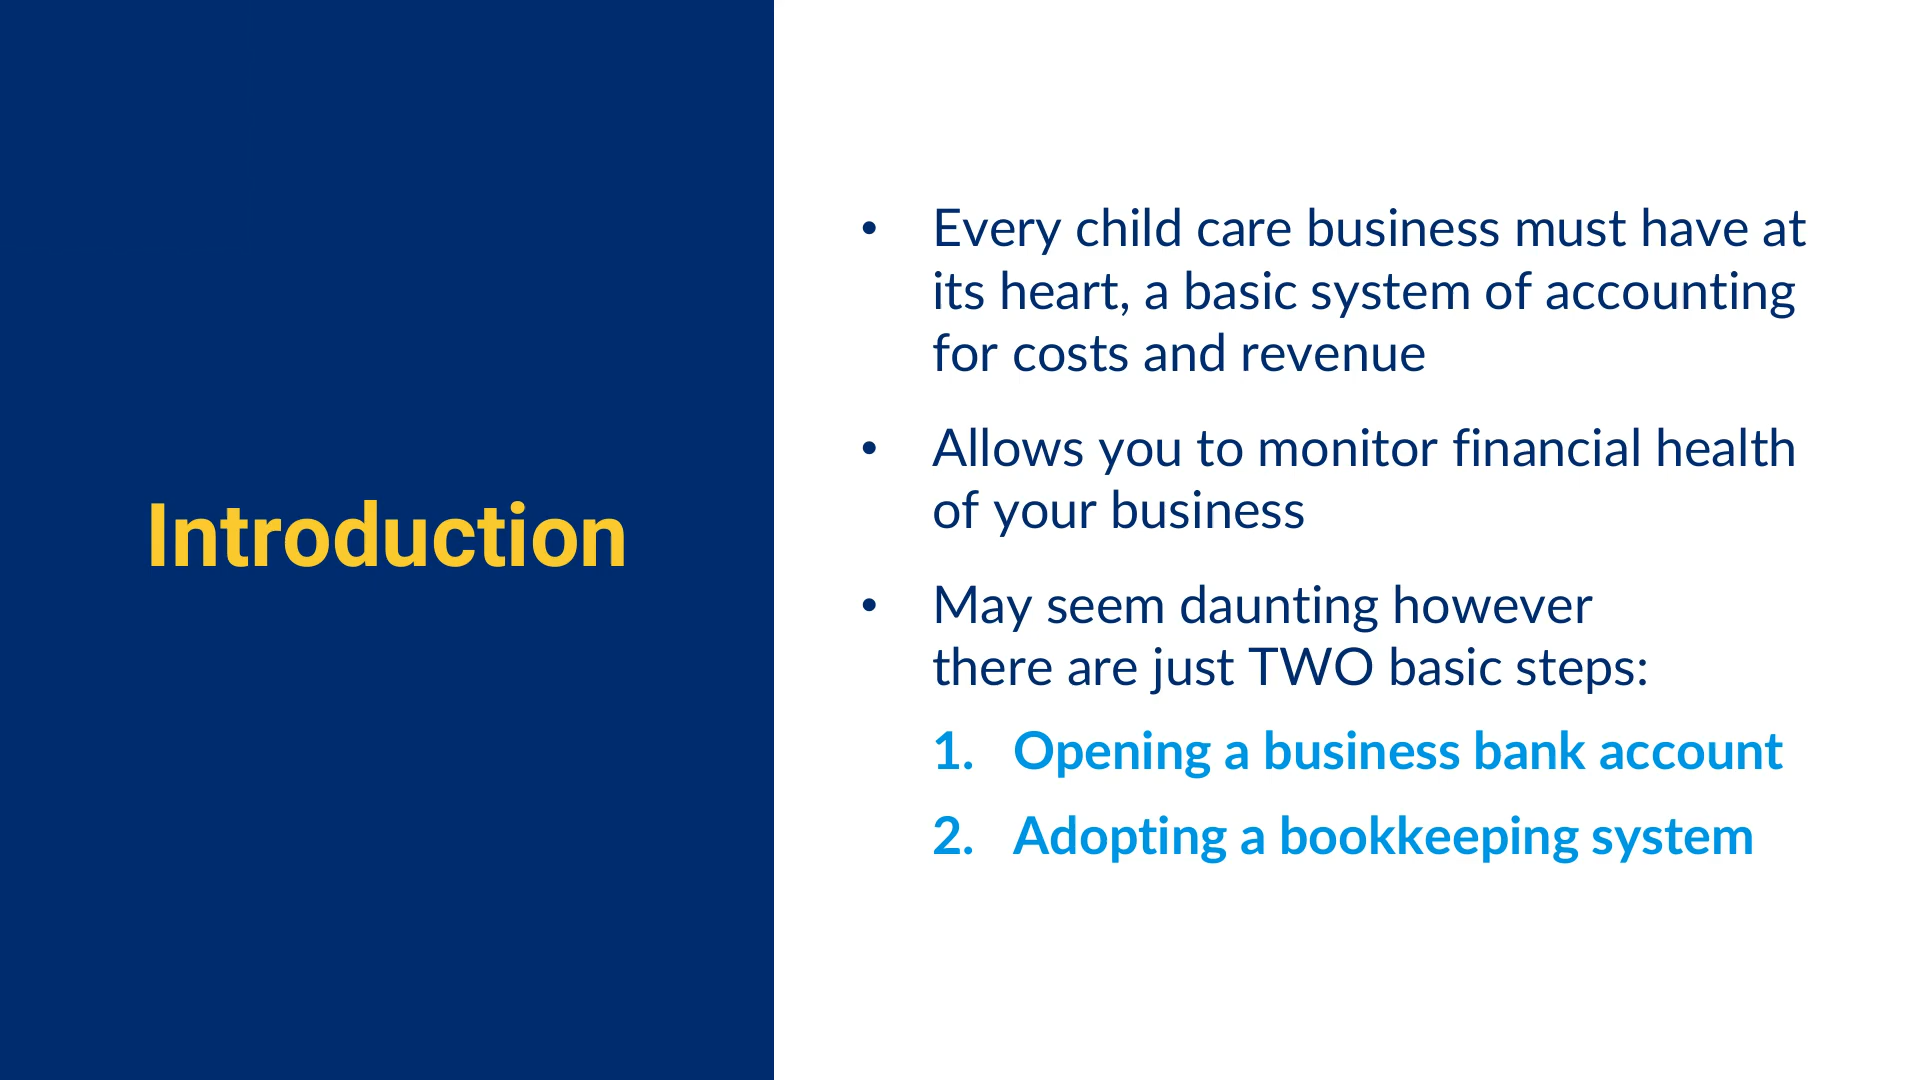 Introduction
• Every child care business must have at
its heart, a basic system of accounting
for costs and revenue
• Allows you to monitor financial health
of your business
• May seem daunting however
there are just TWO basic steps:
1. Opening a business bank account
2. Adopting a bookkeeping system